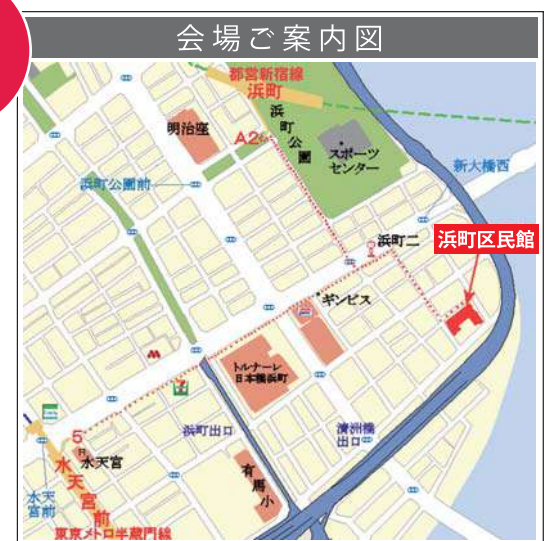 会場ご案内図
都営新宿線
浜町
明治座
A2
浜町公園
スポーツ
センター
浜町公園前
新大橋西
浜町二
浜町区民館
ギンピス
トルナーレ
日本橋浜町
浜町出口
清洲橋
出口
5
水天宮
水天宮前
水天
宮前
有馬小
東京メトロ半蔵門線